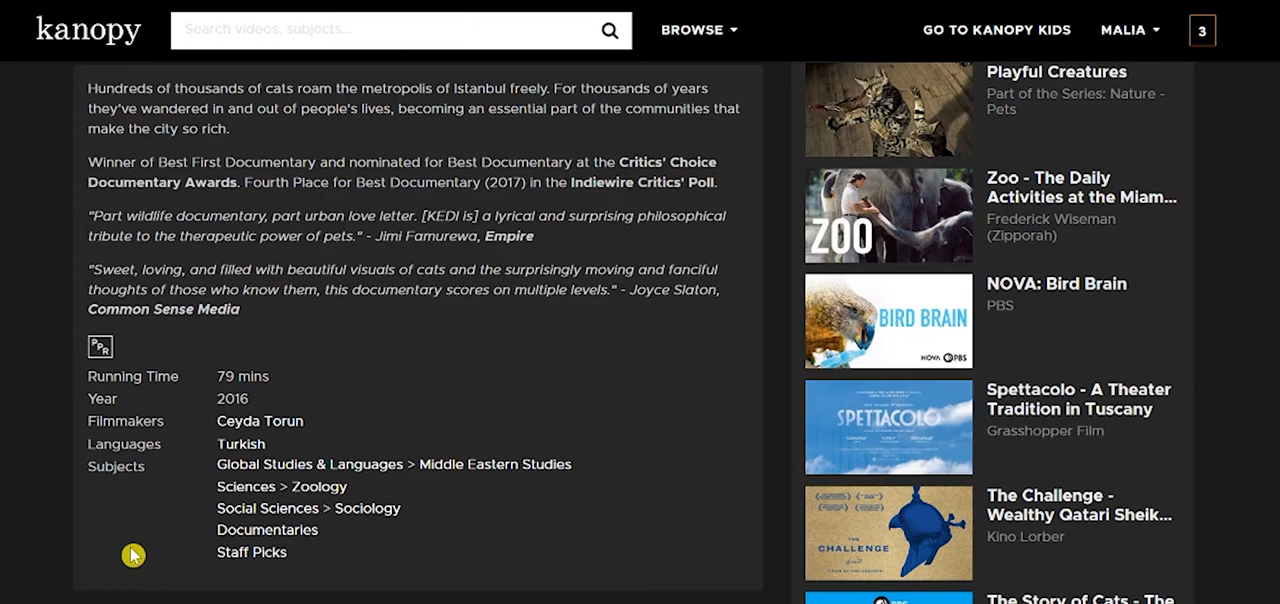 kanopy
Search videos, subjects...
BROWSE
GO TO KANOPY KIDS
MALIA
3
Hundreds of thousands of cats roam the metropolis of Istanbul freely. For thousands of years
they've wandered in and out of people's lives, becoming an essential part of the communities that
make the city so rich.
Winner of Best First Documentary and nominated for Best Documentary at the Critics' Choice
Documentary Awards. Fourth Place for Best Documentary (2017) in the Indiewire Critics' Poll.
"Part wildlife documentary, part urban love letter. [KEDI is] a lyrical and surprising philosophical
tribute to the therapeutic power of pets." - Jimi Famurewa, Empire
"Sweet, loving, and filled with beautiful visuals of cats and the surprisingly moving and fanciful
thoughts of those who know them, this documentary scores on multiple levels." - Joyce Slaton,
Common Sense Media
PPR
Running Time 79 mins
Year 2016
Filmmakers Ceyda Torun
Languages Turkish
Subjects Global Studies & Languages > Middle Eastern Studies
Sciences > Zoology
Social Sciences > Sociology
Documentaries
Staff Picks
Playful Creatures
Part of the Series: Nature -
Pets
ZOO
Zoo - The Daily
Activities at the Miam...
Frederick Wiseman
(Zipporah)
BIRD BRAIN
NOVA PBS
NOVA: Bird Brain
PBS
SPETTACOLO
Spettacolo - A Theater
Tradition in Tuscany
Grasshopper Film
THE
CHALLENGE
The Challenge -
Wealthy Qatari Sheik...
Kino Lorber
PBS
The Story of Cats - The